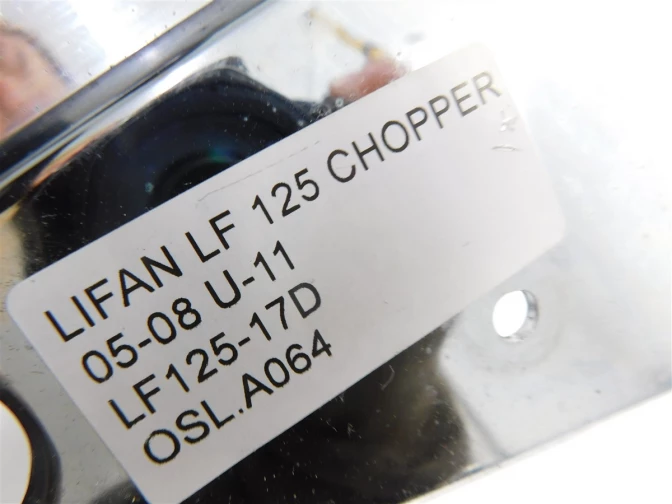 LIFAN LF 125 CHOPPER
05-08 U-11
LF125-17D
OSL.A064